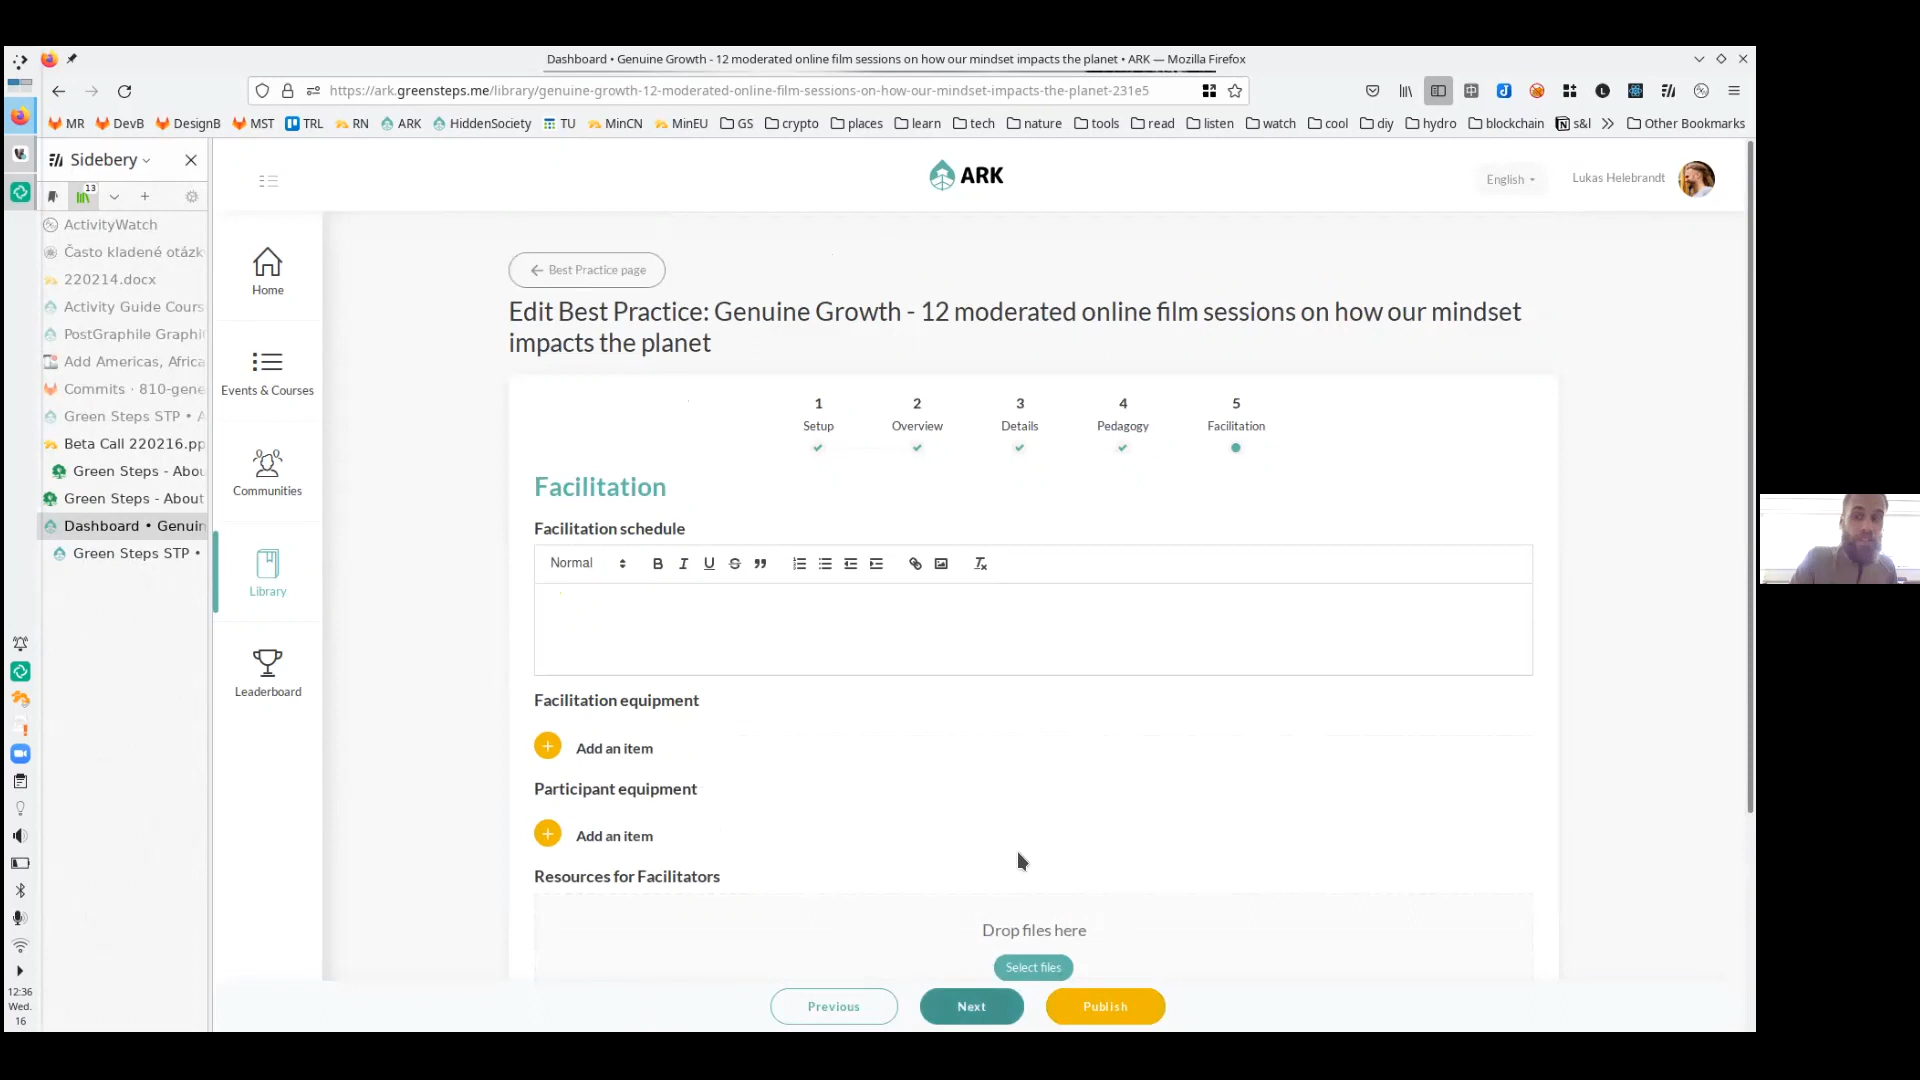 Dashboard • Genuine Growth - 12 moderated online film sessions on how our mindset impacts the planet • ARK — Mozilla Firefox
https://ark.greensteps.me/library/genuine-growth-12-moderated-online-film-sessions-on-how-our-mindset-impacts-the-planet-231e5
MR DevB DesignB MST TRL RN ARK HiddenSociety TU MinCN MinEU GS crypto places learn tech nature tools read listen watch cool diy hydro blockchain s&l Other Bookmarks
Sidebery
13
ActivityWatch
Často kladené otázk
220214.docx
Activity Guide Cours
PostGraphile Graphi
Add Americas, Africa
Commits · 810-gene
Green Steps STP • A
Beta Call 220216.pp
Green Steps - Abou
Green Steps - About
Dashboard • Genuin
Green Steps STP •
12:36
Wed.
16
ARK
English
Lukas Helebrandt
Home
Events & Courses
Communities
Library
Leaderboard
Best Practice page
Edit Best Practice: Genuine Growth - 12 moderated online film sessions on how our mindset
impacts the planet
1 2 3 4 5
Setup Overview Details Pedagogy Facilitation
Facilitation
Facilitation schedule
Normal
Facilitation equipment
Add an item
Participant equipment
Add an item
Resources for Facilitators
Drop files here
Select files
Previous Next Publish